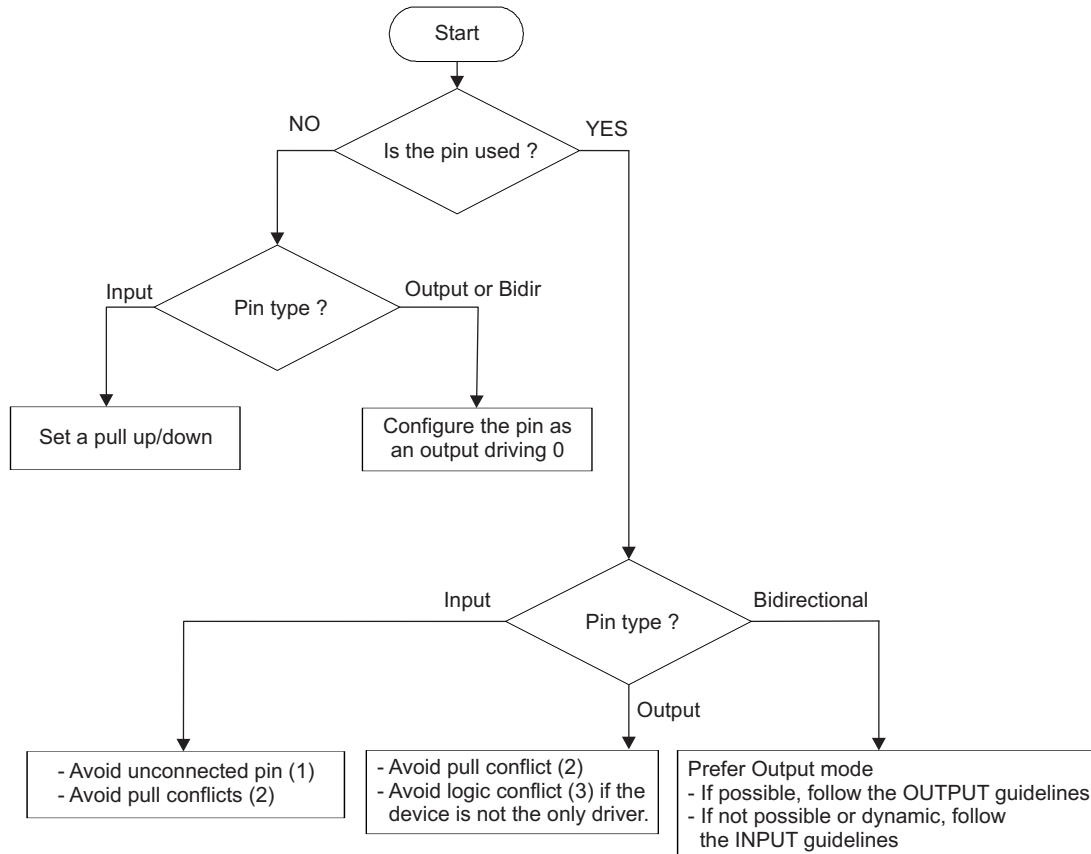 Start
NO
YES
Is the pin used ?
Input
Output or Bidir
Pin type ?
Set a pull up/down
Configure the pin as
an output driving 0
Input
Bidirectional
Pin type ?
Output
- Avoid unconnected pin (1)
- Avoid pull conflicts (2)
- Avoid pull conflict (2)
- Avoid logic conflict (3) if the
device is not the only driver.
Prefer Output mode
- If possible, follow the OUTPUT guidelines
- If not possible or dynamic, follow
the INPUT guidelines